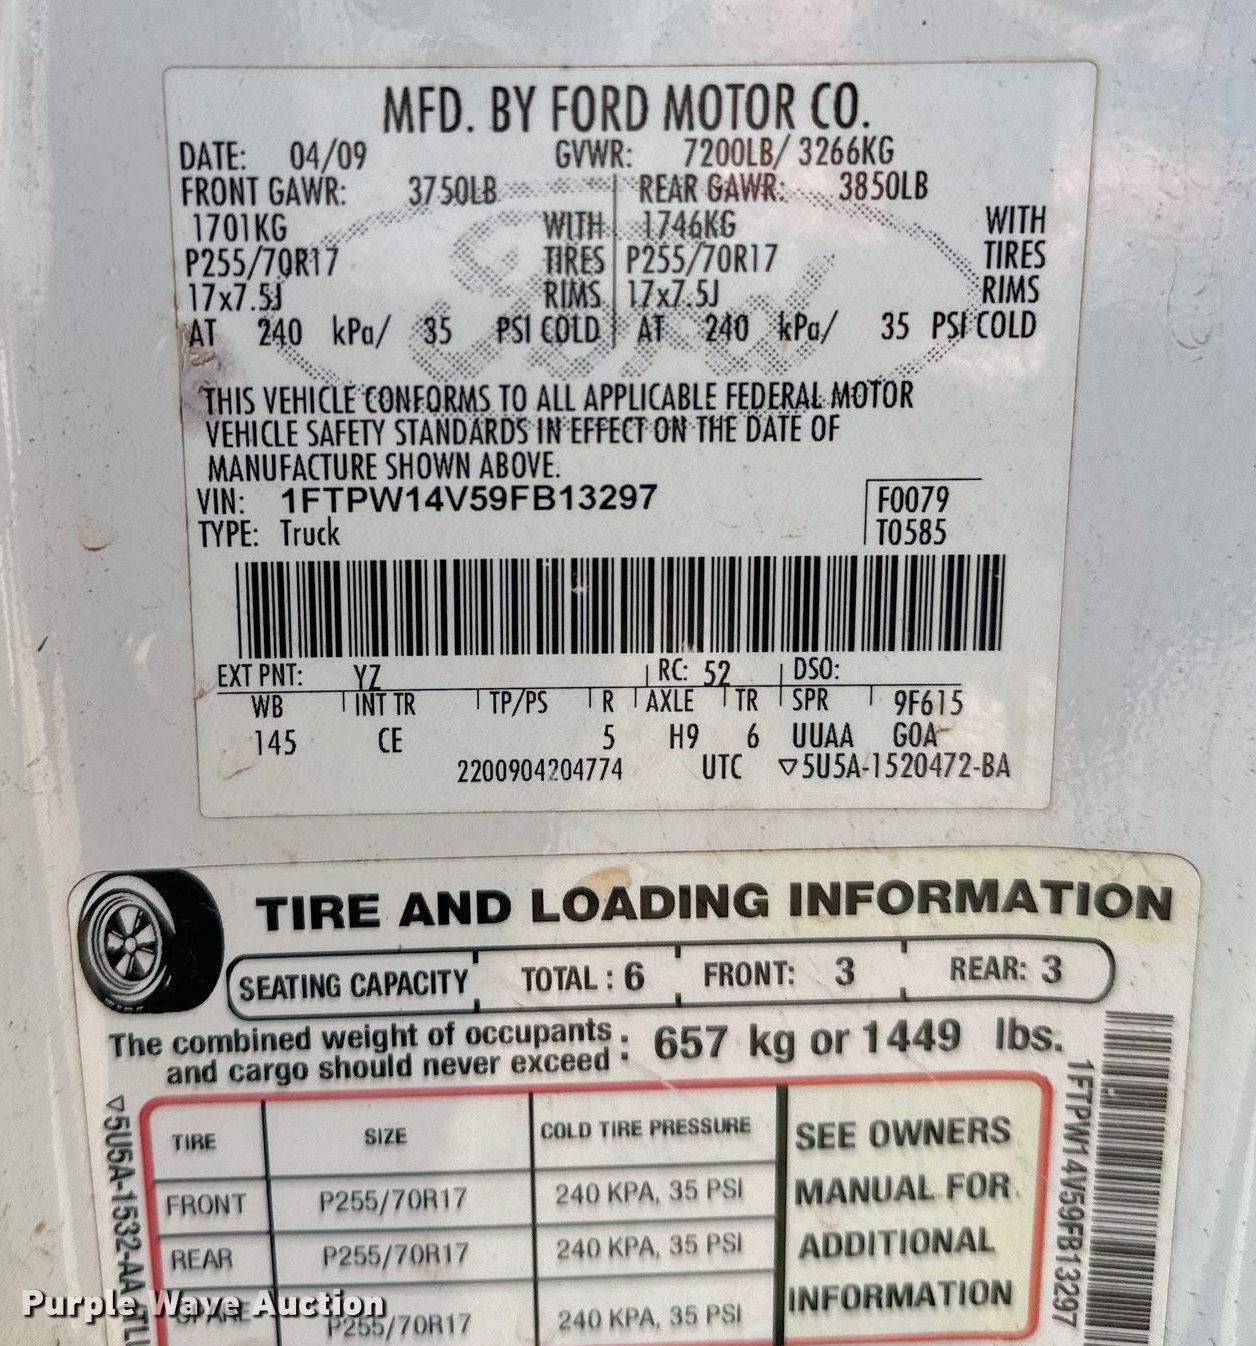 MFD. BY FORD MOTOR CO.
DATE: 04/09 GVWR: 7200LB/ 3266KG
FRONT GAWR: 3750LB REAR GAWR: 3850LB
1701KG WITH 1746KG WITH
P255/70R17 TIRES P255/70R17 TIRES
17x7.5J RIMS 17x7.5J RIMS
AT 240 kPa/ 35 PSI COLD AT 240 kPa/ 35 PSI COLD
THIS VEHICLE CONFORMS TO ALL APPLICABLE FEDERAL MOTOR
VEHICLE SAFETY STANDARDS IN EFFECT ON THE DATE OF
MANUFACTURE SHOWN ABOVE.
VIN: 1FTPW14V59FB13297 F0079
TYPE: Truck T0585
EXT PNT: YZ RC: 52 DSO:
WB INT TR TP/PS R AXLE TR SPR 9F615
145 CE 5 H9 6 UUAA GOA
2200904204774 UTC ▽5U5A-1520472-BA
TIRE AND LOADING INFORMATION
SEATING CAPACITY TOTAL : 6 FRONT: 3 REAR: 3
The combined weight of occupants
and cargo should never exceed : 657 kg or 1449 lbs.
TIRE SIZE COLD TIRE PRESSURE SEE OWNERS
FRONT P255/70R17 240 KPA, 35 PSI MANUAL FOR
REAR P255/70R17 240 KPA, 35 PSI ADDITIONAL
SPARE P255/70R17 240 KPA, 35 PSI INFORMATION
1FTPW14V59FB13297
▽5U5A-1532-AA
Purple Wave Auction